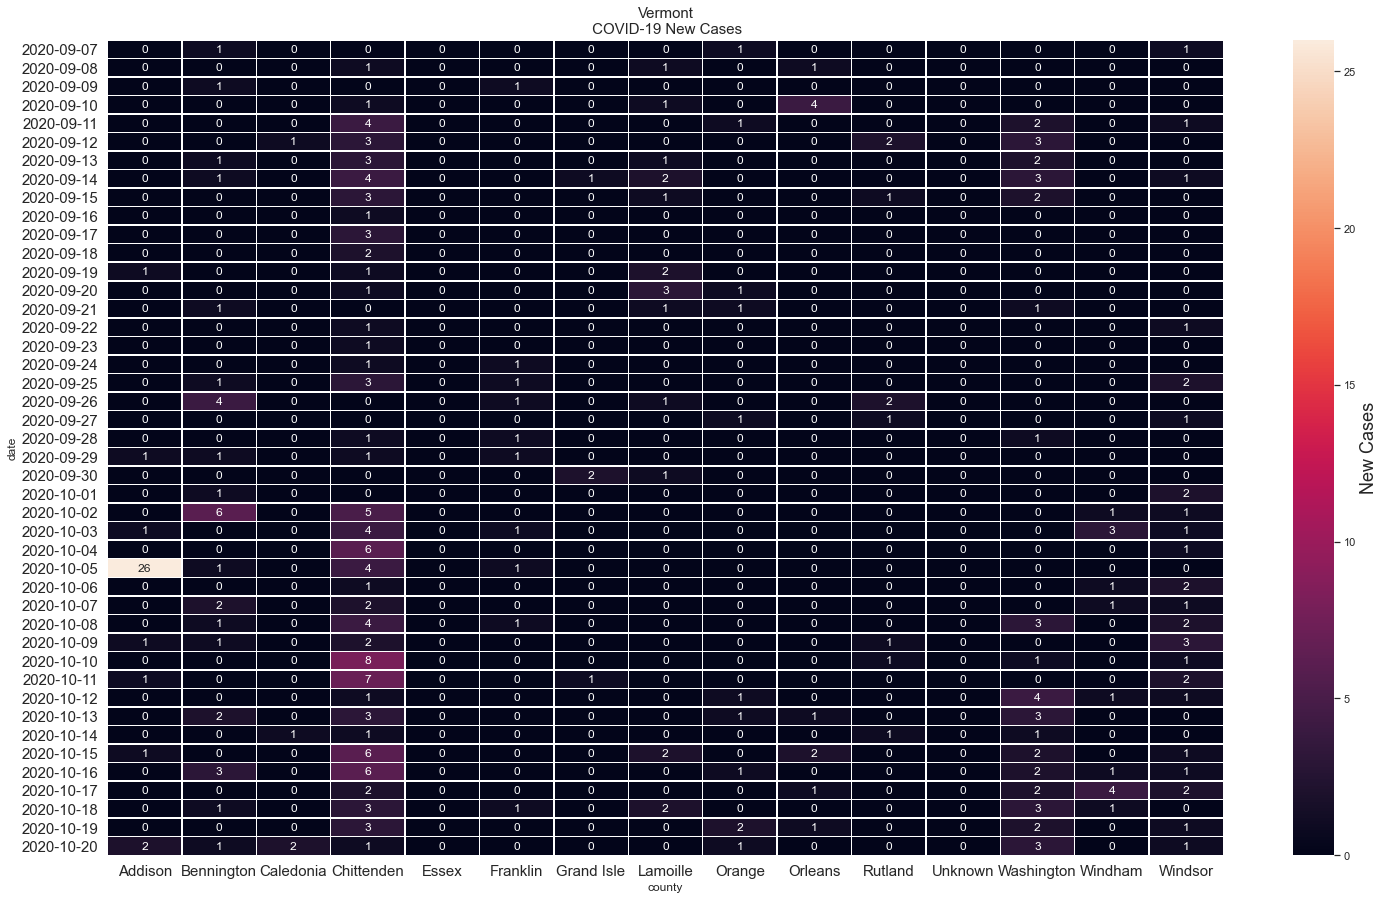 Vermont
COVID-19 New Cases
2020-09-07 0 1 0 0 0 0 0 0 1 0 0 0 0 0 1
2020-09-08 0 0 0 1 0 0 0 1 0 1 0 0 0 0 0
2020-09-09 0 1 0 0 0 1 0 0 0 0 0 0 0 0 0
2020-09-10 0 0 0 1 0 0 0 1 0 4 0 0 0 0 0
2020-09-11 0 0 0 4 0 0 0 0 1 0 0 0 2 0 1
2020-09-12 0 0 1 3 0 0 0 0 0 0 2 0 3 0 0
2020-09-13 0 1 0 3 0 0 0 1 0 0 0 0 2 0 0
2020-09-14 0 1 0 4 0 0 1 2 0 0 0 0 3 0 1
2020-09-15 0 0 0 3 0 0 0 1 0 0 1 0 2 0 0
2020-09-16 0 0 0 1 0 0 0 0 0 0 0 0 0 0 0
2020-09-17 0 0 0 3 0 0 0 0 0 0 0 0 0 0 0
2020-09-18 0 0 0 2 0 0 0 0 0 0 0 0 0 0 0
2020-09-19 1 0 0 1 0 0 0 2 0 0 0 0 0 0 0
2020-09-20 0 0 0 1 0 0 0 3 1 0 0 0 0 0 0
2020-09-21 0 1 0 0 0 0 0 1 1 0 0 0 1 0 0
2020-09-22 0 0 0 1 0 0 0 0 0 0 0 0 0 0 1
2020-09-23 0 0 0 1 0 0 0 0 0 0 0 0 0 0 0
2020-09-24 0 0 0 1 0 1 0 0 0 0 0 0 0 0 0
2020-09-25 0 1 0 3 0 1 0 0 0 0 0 0 0 0 2
2020-09-26 0 4 0 0 0 1 0 1 0 0 2 0 0 0 0
2020-09-27 0 0 0 0 0 0 0 0 1 0 1 0 0 0 1
2020-09-28 0 0 0 1 0 1 0 0 0 0 0 0 1 0 0
2020-09-29 1 1 0 1 0 1 0 0 0 0 0 0 0 0 0
2020-09-30 0 0 0 0 0 0 2 1 0 0 0 0 0 0 0
2020-10-01 0 1 0 0 0 0 0 0 0 0 0 0 0 0 2
2020-10-02 0 6 0 5 0 0 0 0 0 0 0 0 0 1 1
2020-10-03 1 0 0 4 0 1 0 0 0 0 0 0 0 3 1
2020-10-04 0 0 0 6 0 0 0 0 0 0 0 0 0 0 1
2020-10-05 26 1 0 4 0 1 0 0 0 0 0 0 0 0 0
2020-10-06 0 0 0 1 0 0 0 0 0 0 0 0 0 1 2
2020-10-07 0 2 0 2 0 0 0 0 0 0 0 0 0 1 1
2020-10-08 0 1 0 4 0 1 0 0 0 0 0 0 3 0 2
2020-10-09 1 1 0 2 0 0 0 0 0 0 1 0 0 0 3
2020-10-10 0 0 0 8 0 0 0 0 0 0 1 0 1 0 1
2020-10-11 1 0 0 7 0 0 1 0 0 0 0 0 0 0 2
2020-10-12 0 0 0 1 0 0 0 0 1 0 0 0 4 1 1
2020-10-13 0 2 0 3 0 0 0 0 1 1 0 0 3 0 0
2020-10-14 0 0 1 1 0 0 0 0 0 0 1 0 1 0 0
2020-10-15 1 0 0 6 0 0 0 2 0 2 0 0 2 0 1
2020-10-16 0 3 0 6 0 0 0 0 1 0 0 0 2 1 1
2020-10-17 0 0 0 2 0 0 0 0 0 1 0 0 2 4 2
2020-10-18 0 1 0 3 0 1 0 2 0 0 0 0 3 1 0
2020-10-19 0 0 0 3 0 0 0 0 2 1 0 0 2 0 1
2020-10-20 2 1 2 1 0 0 0 0 1 0 0 0 3 0 1
Addison Bennington Caledonia Chittenden Essex Franklin Grand Isle Lamoille Orange Orleans Rutland Unknown Washington Windham Windsor
county
date
25
20
15
10
5
0
New Cases